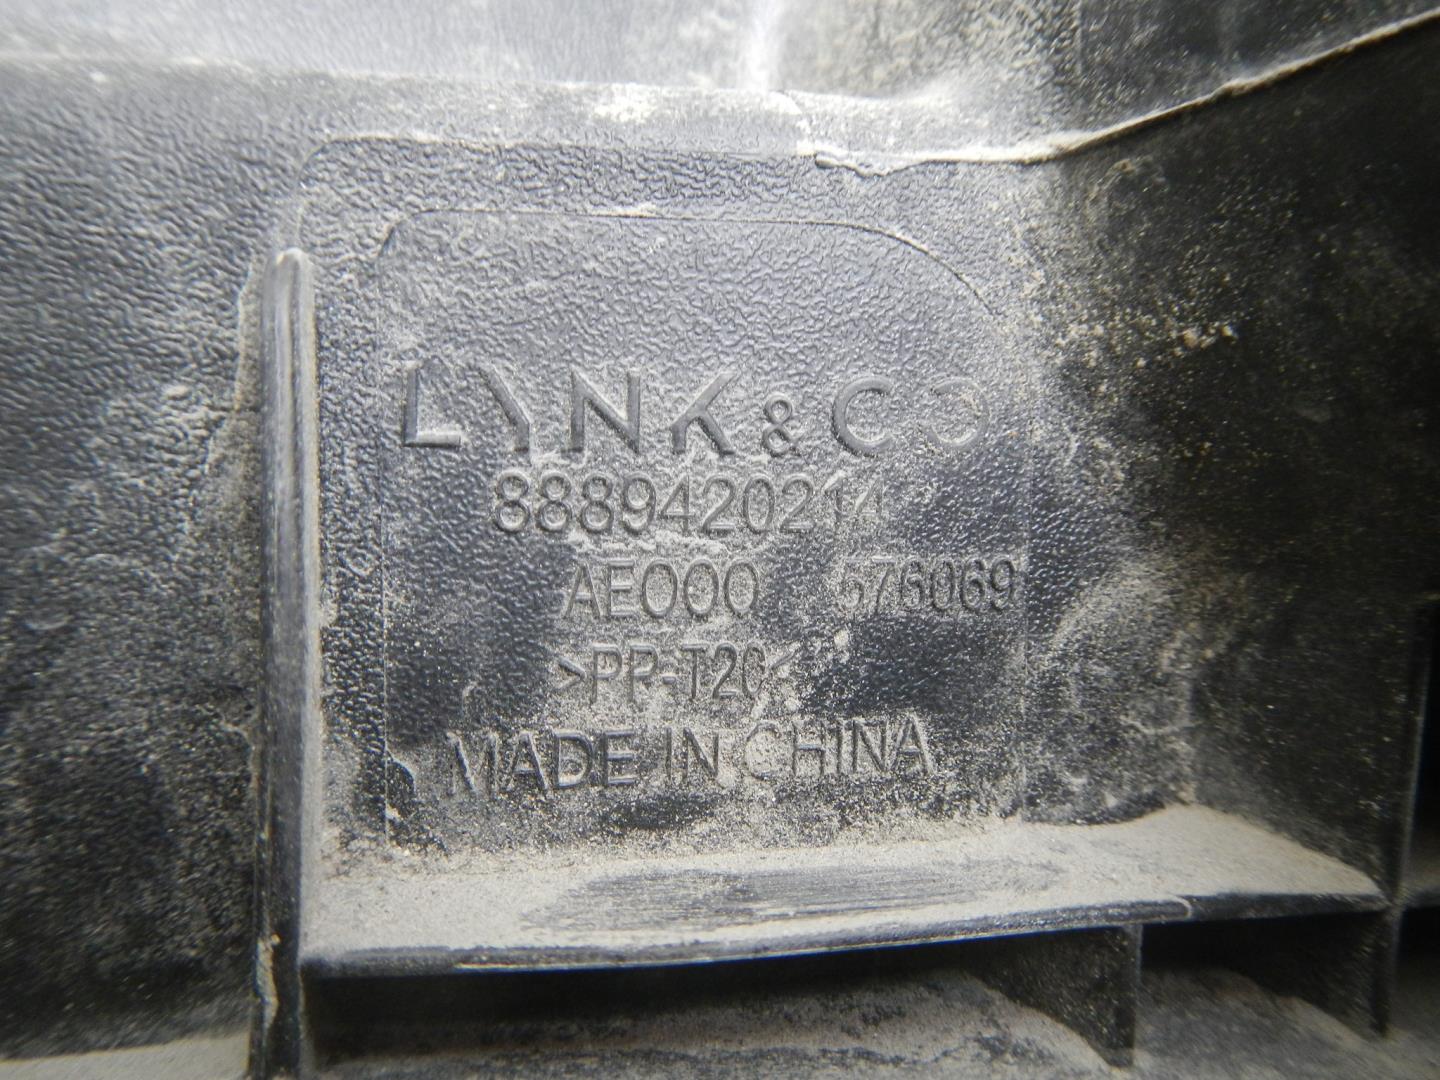 LYNK & CO
8889420214
AE000 576069
>PP-T20<
MADE IN CHINA